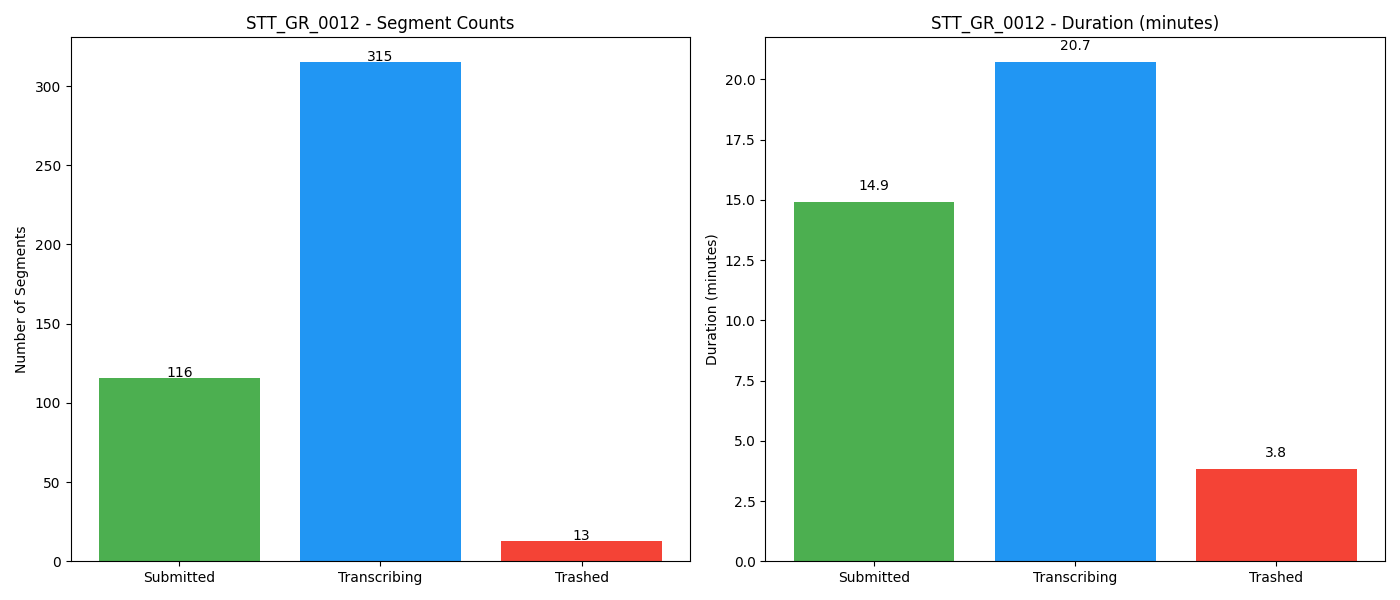 STT_GR_0012 - Segment Counts
Number of Segments
300
250
200
150
100
50
0
315
116
13
Submitted
Transcribing
Trashed
STT_GR_0012 - Duration (minutes)
Duration (minutes)
20.0
17.5
15.0
12.5
10.0
7.5
5.0
2.5
0.0
20.7
14.9
3.8
Submitted
Transcribing
Trashed